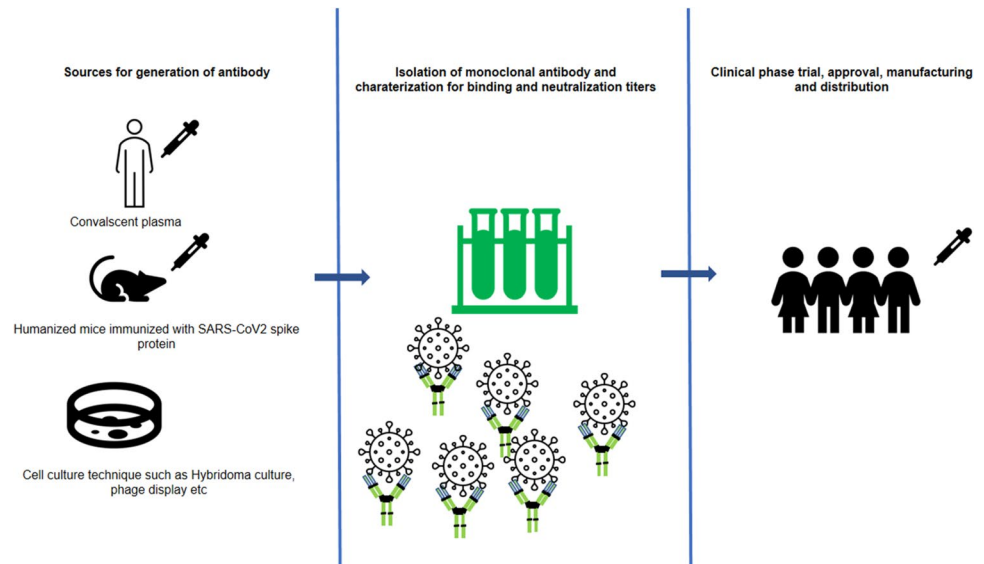 Sources for generation of antibody
Convalscent plasma
Humanized mice immunized with SARS-CoV2 spike
protein
Cell culture technique such as Hybridoma culture,
phage display etc
Isolation of monoclonal antibody and
charaterization for binding and neutralization titers
Clinical phase trial, approval, manufacturing
and distribution